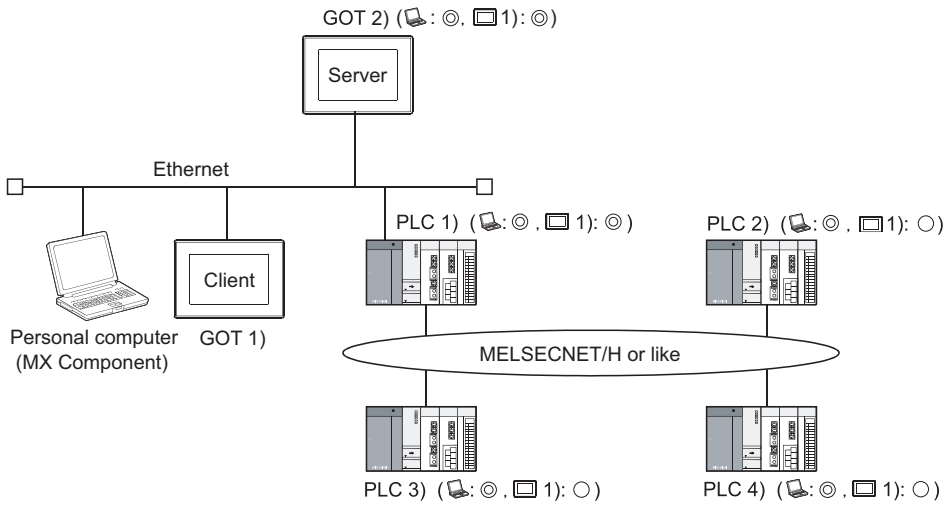 GOT 2) ( : ◎, 1): ◎)
Server
Ethernet
PLC 1) ( : ◎ , 1): ◎)
PLC 2) ( : ◎ , 1): ○)
Client
Personal computer
(MX Component)
GOT 1)
MELSECNET/H or like
PLC 3) ( : ◎ , 1): ○)
PLC 4) ( : ◎ , 1): ○)